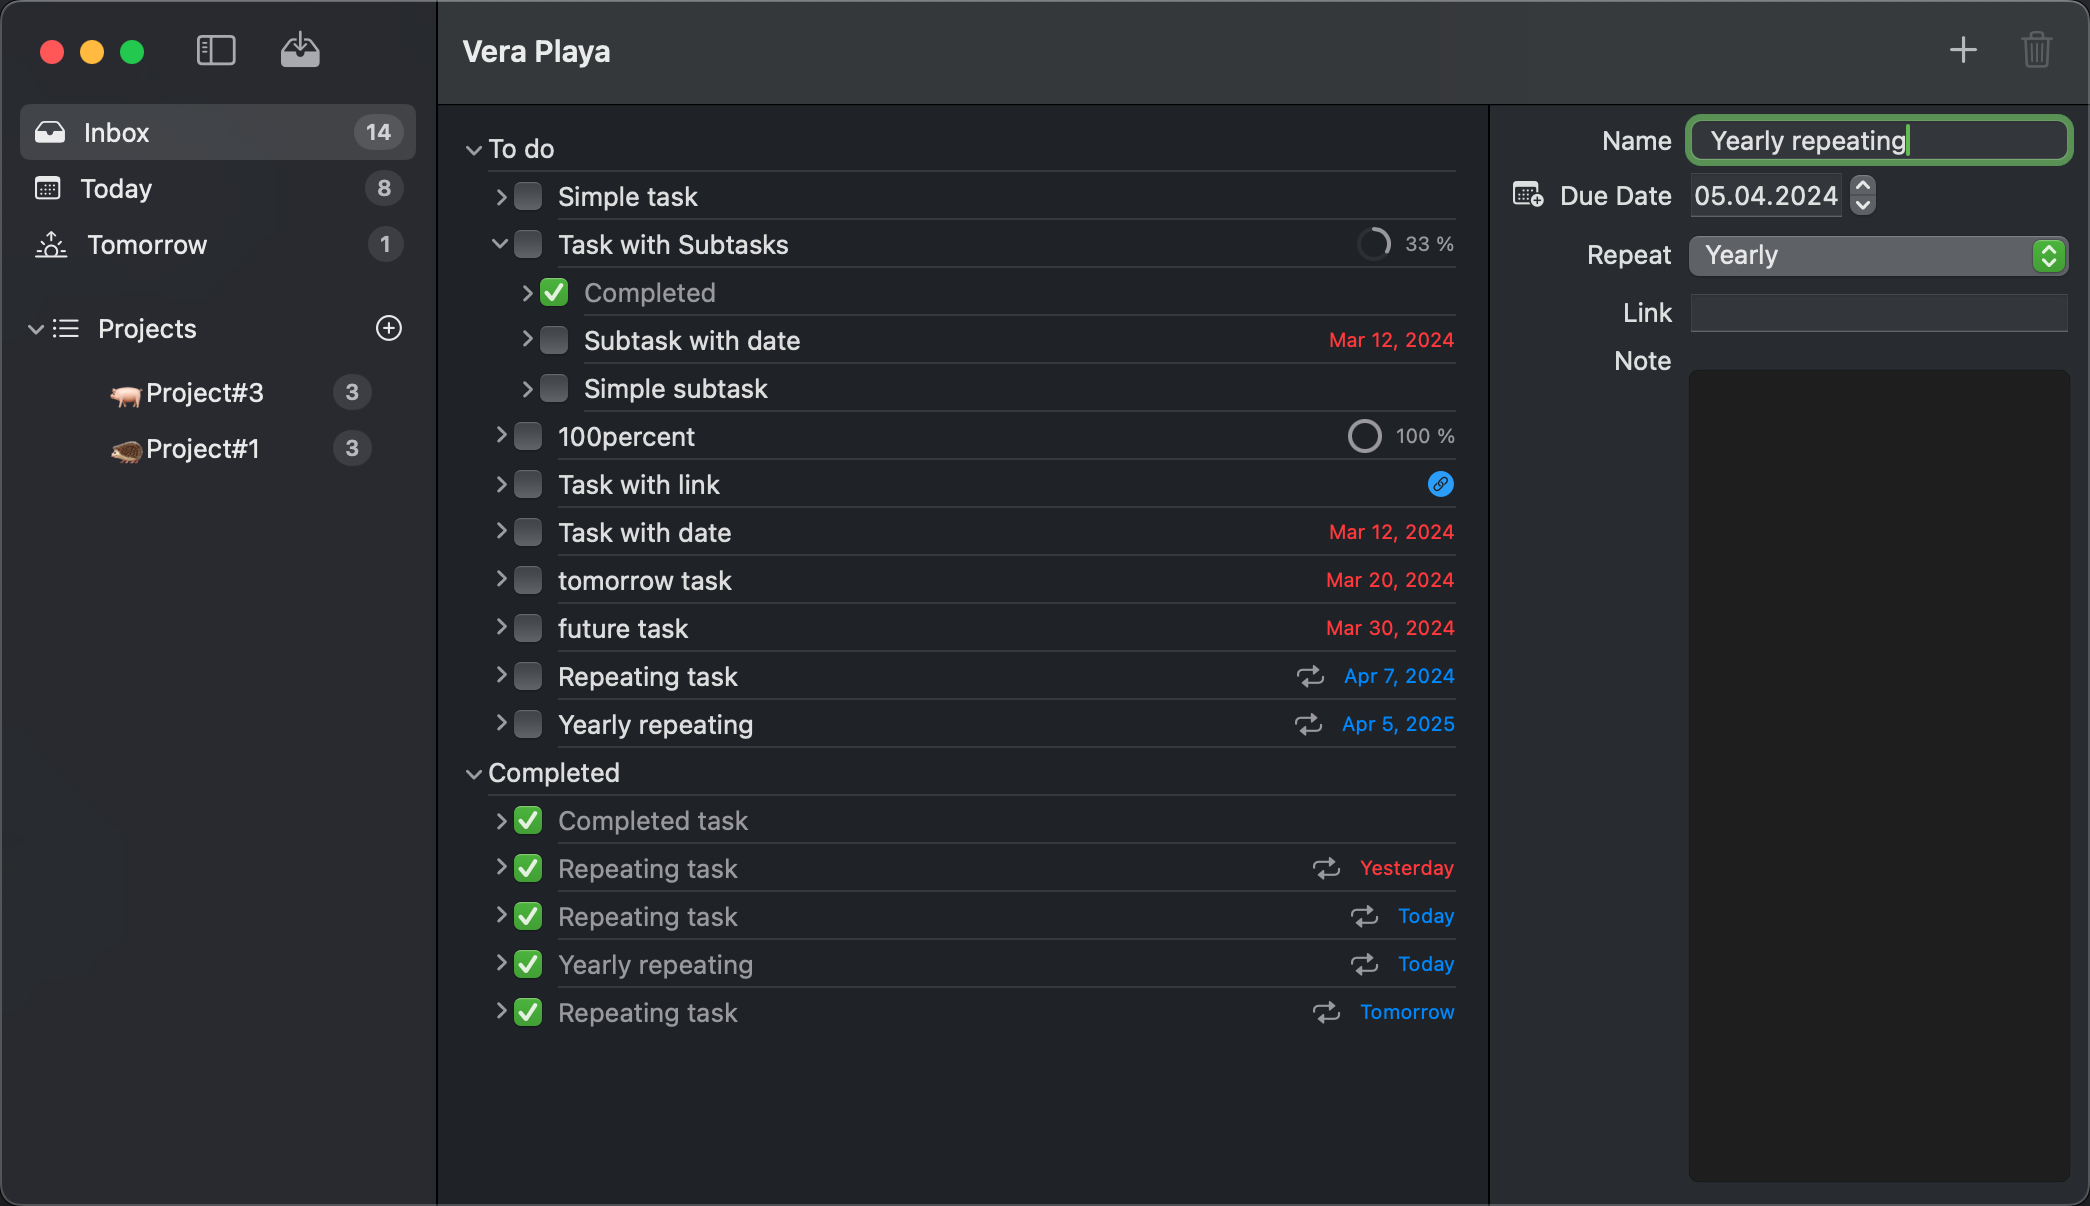 Vera Playa
Inbox 14
Today 8
Tomorrow 1
Projects
Project#3 3
Project#1 3
To do
Simple task
Task with Subtasks 33 %
Completed
Subtask with date Mar 12, 2024
Simple subtask
100percent 100 %
Task with link
Task with date Mar 12, 2024
tomorrow task Mar 20, 2024
future task Mar 30, 2024
Repeating task Apr 7, 2024
Yearly repeating Apr 5, 2025
Completed
Completed task
Repeating task Yesterday
Repeating task Today
Yearly repeating Today
Repeating task Tomorrow
Name Yearly repeating
Due Date 05.04.2024
Repeat Yearly
Link
Note